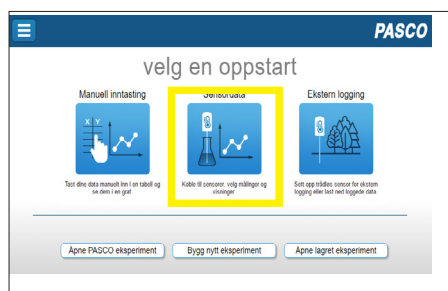 PASCO
velg en oppstart
Manuell inntasting
Sensordata
Ekstern logging
X Y
Tast dine data manuelt inn i en tabell og
se dem i en graf
Koble til sensorer, velg målinger og
visninger
Sett opp trådløs sensor for ekstern
logging eller last ned loggede data
Åpne PASCO eksperiment
Bygg nytt eksperiment
Åpne lagret eksperiment